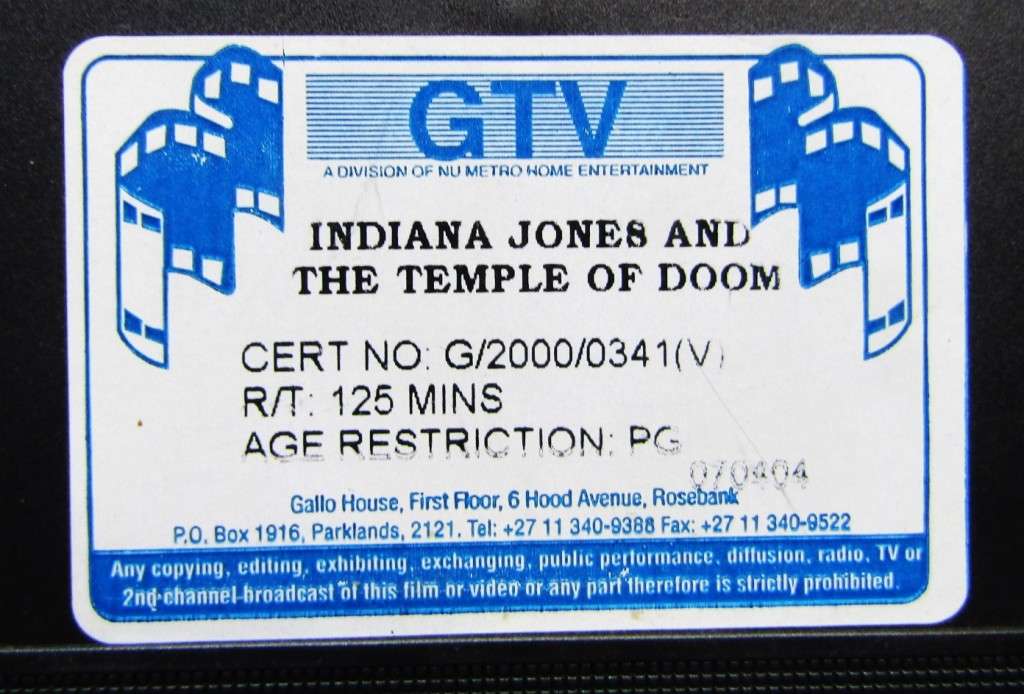 GTV
A DIVISION OF NU METRO HOME ENTERTAINMENT
INDIANA JONES AND
THE TEMPLE OF DOOM
CERT NO: G/2000/0341(V)
R/T: 125 MINS
AGE RESTRICTION: PG
070404
Gallo House, First Floor, 6 Hood Avenue, Rosebank
P.O. Box 1916, Parklands, 2121. Tel: +27 11 340-9388 Fax: +27 11 340-9522
Any copying, editing, exhibiting, exchanging, public performance, diffusion, radio, TV or
2nd channel broadcast of this film or video or any part therefore is strictly prohibited.